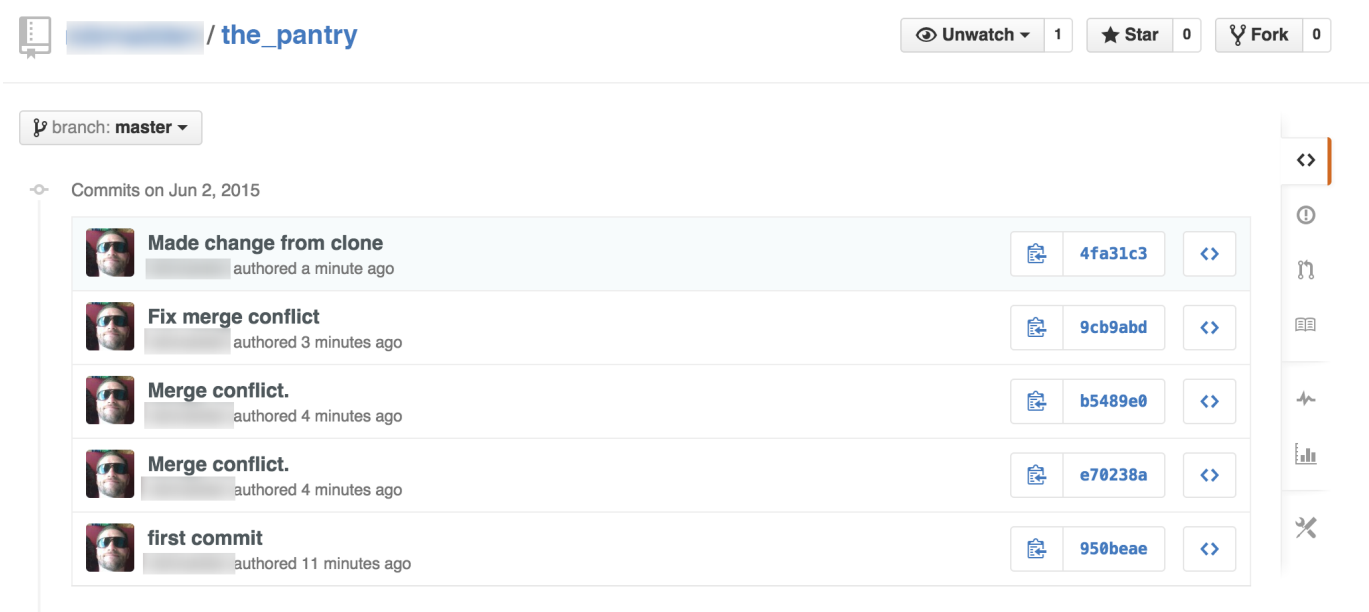 / the_pantry
Unwatch 1 Star 0 Fork 0
branch: master
Commits on Jun 2, 2015
Made change from clone
authored a minute ago
4fa31c3
Fix merge conflict
authored 3 minutes ago
9cb9abd
Merge conflict.
authored 4 minutes ago
b5489e0
Merge conflict.
authored 4 minutes ago
e70238a
first commit
authored 11 minutes ago
950beae